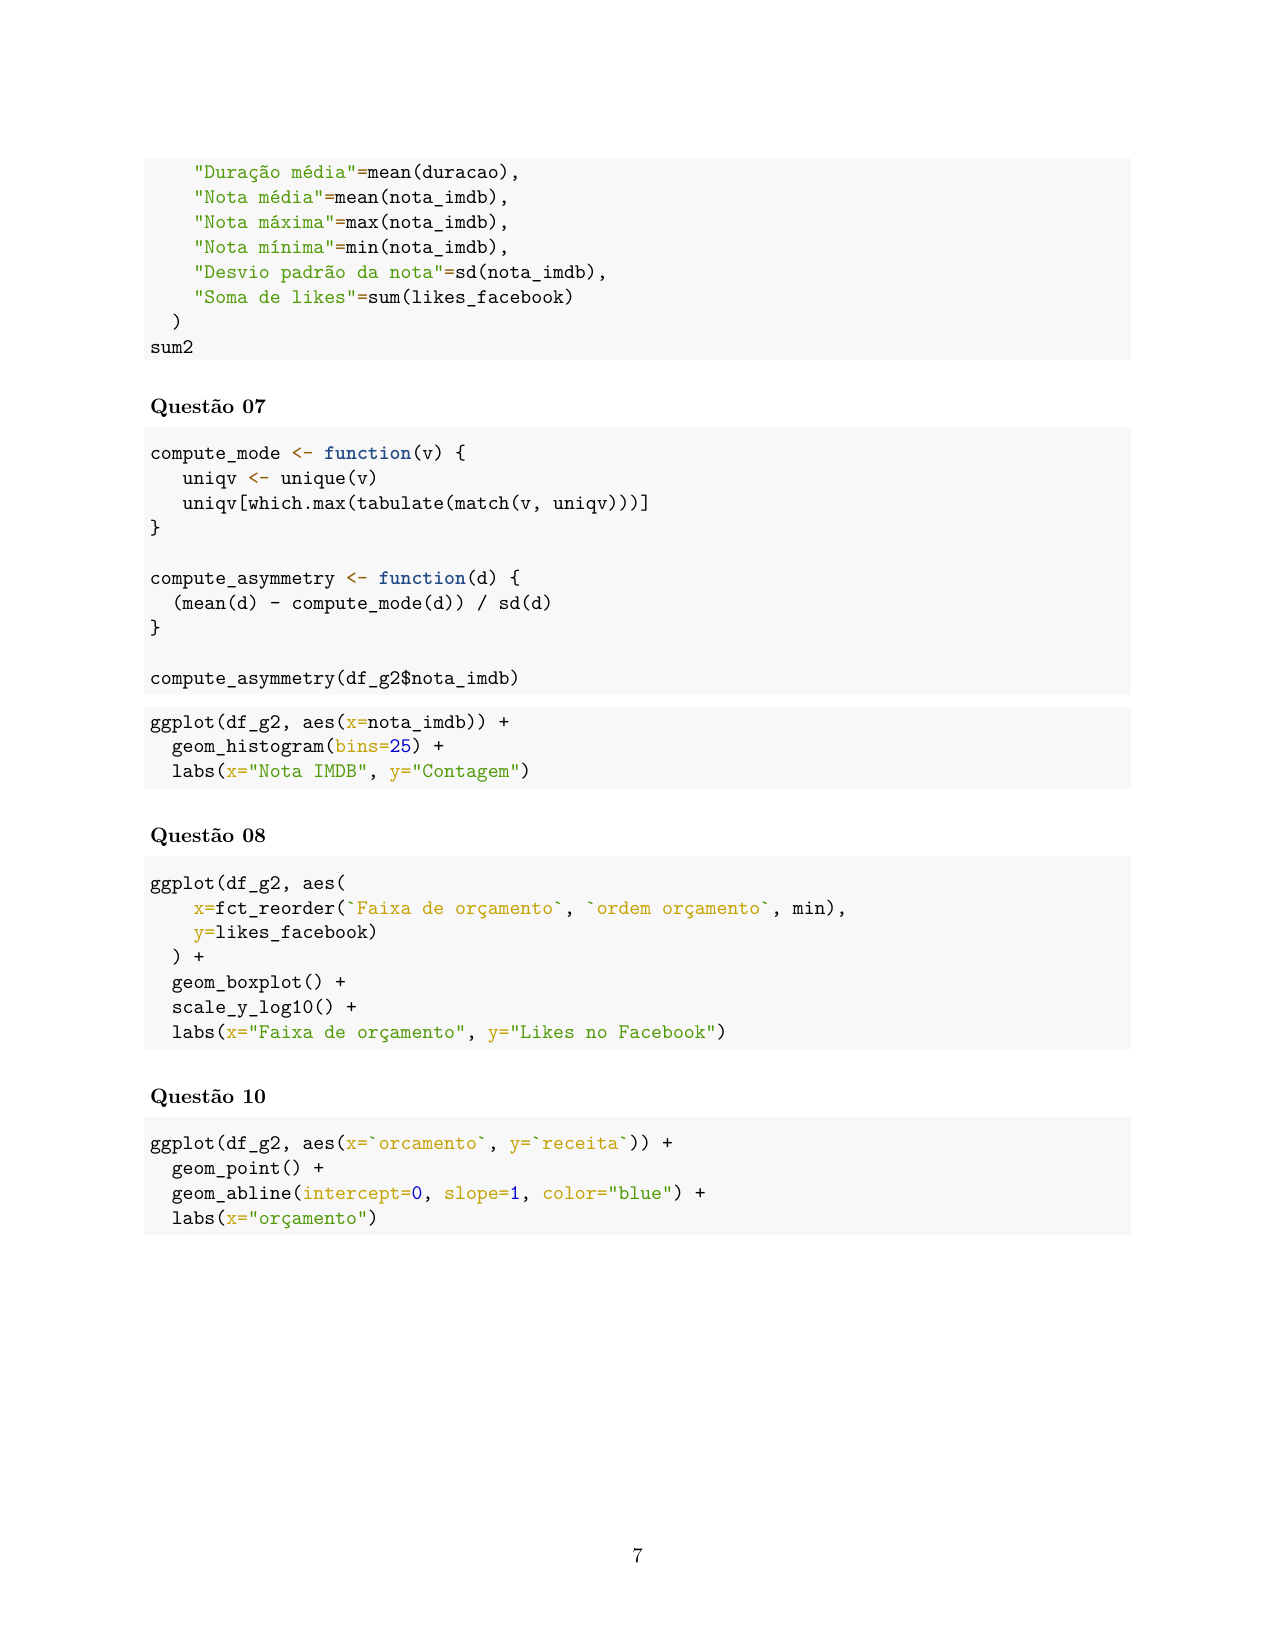 "Duração média"=mean(duracao),
    "Nota média"=mean(nota_imdb),
    "Nota máxima"=max(nota_imdb),
    "Nota mínima"=min(nota_imdb),
    "Desvio padrão da nota"=sd(nota_imdb),
    "Soma de likes"=sum(likes_facebook)
  )
sum2
Questão 07
compute_mode <- function(v) {
   uniqv <- unique(v)
   uniqv[which.max(tabulate(match(v, uniqv)))]
}
compute_asymmetry <- function(d) {
  (mean(d) - compute_mode(d)) / sd(d)
}
compute_asymmetry(df_g2$nota_imdb)
ggplot(df_g2, aes(x=nota_imdb)) +
  geom_histogram(bins=25) +
  labs(x="Nota IMDB", y="Contagem")
Questão 08
ggplot(df_g2, aes(
    x=fct_reorder(`Faixa de orçamento`, `ordem orçamento`, min),
    y=likes_facebook)
  ) +
  geom_boxplot() +
  scale_y_log10() +
  labs(x="Faixa de orçamento", y="Likes no Facebook")
Questão 10
ggplot(df_g2, aes(x=`orcamento`, y=`receita`)) +
  geom_point() +
  geom_abline(intercept=0, slope=1, color="blue") +
  labs(x="orçamento")
7